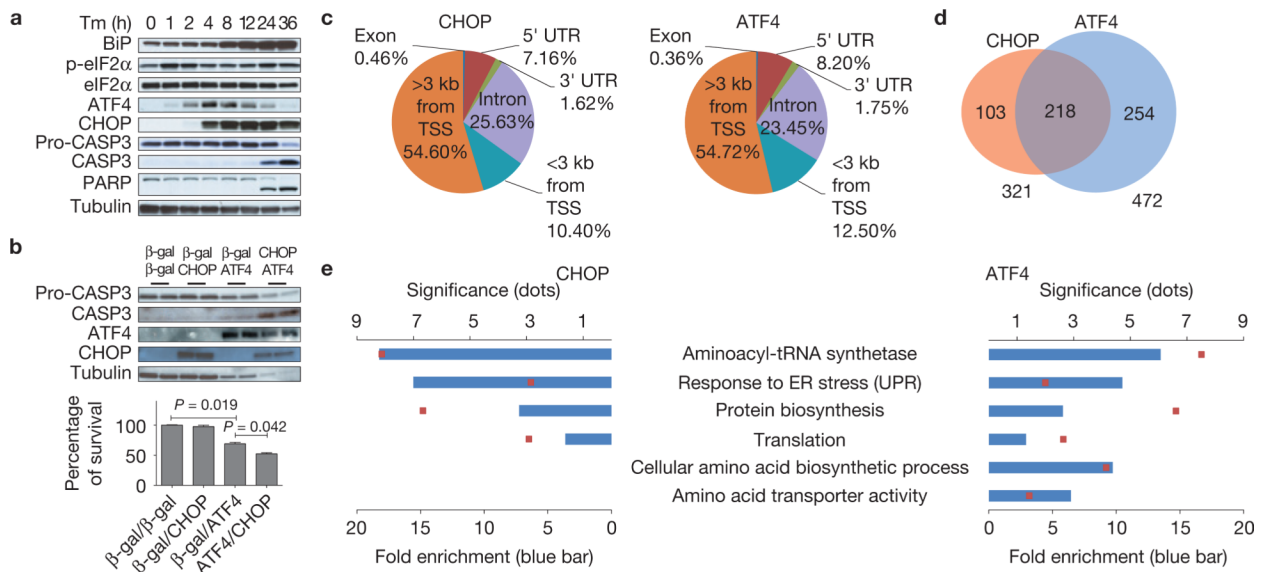 a
Tm (h) 0 1 2 4 8 12 24 36
BiP
p-eIF2α
eIF2α
ATF4
CHOP
Pro-CASP3
CASP3
PARP
Tubulin
b
β-gal β-gal β-gal CHOP
β-gal CHOP ATF4 ATF4
Pro-CASP3
CASP3
ATF4
CHOP
Tubulin
P = 0.019
P = 0.042
Percentage
of survival
100
50
0
β-gal/β-gal
β-gal/CHOP
β-gal/ATF4
ATF4/CHOP
c
CHOP
Exon
0.46%
5' UTR
7.16%
3' UTR
1.62%
Intron
25.63%
>3 kb
from
TSS
54.60%
<3 kb
from
TSS
10.40%
ATF4
Exon
0.36%
5' UTR
8.20%
3' UTR
1.75%
Intron
23.45%
>3 kb
from
TSS
54.72%
<3 kb
from
TSS
12.50%
d
ATF4
CHOP
103 218 254
321
472
e
CHOP
Significance (dots)
9 7 5 3 1
ATF4
Significance (dots)
1 3 5 7 9
Aminoacyl-tRNA synthetase
Response to ER stress (UPR)
Protein biosynthesis
Translation
Cellular amino acid biosynthetic process
Amino acid transporter activity
20 15 10 5 0
Fold enrichment (blue bar)
0 5 10 15 20
Fold enrichment (blue bar)